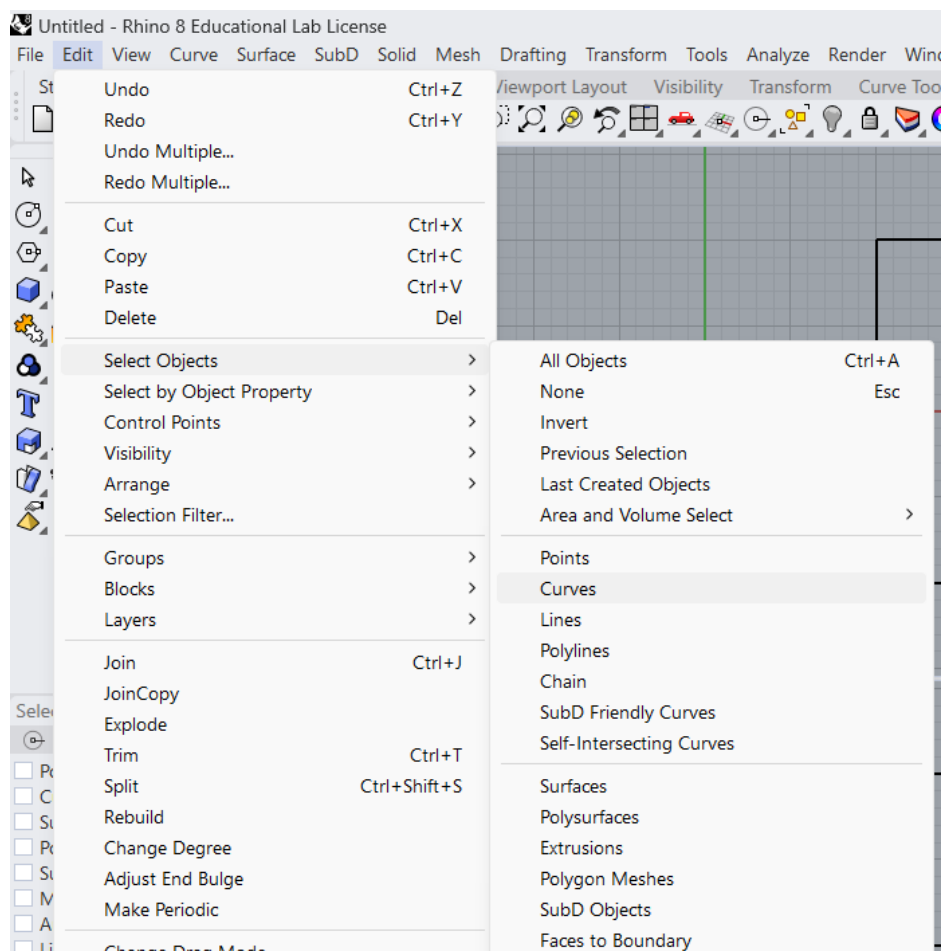 Untitled - Rhino 8 Educational Lab License
File Edit View Curve Surface SubD Solid Mesh Drafting Transform Tools Analyze Render
Viewport Layout Visibility Transform Curve
Undo Ctrl+Z
Redo Ctrl+Y
Undo Multiple...
Redo Multiple...
Cut Ctrl+X
Copy Ctrl+C
Paste Ctrl+V
Delete Del
Select Objects
Select by Object Property
Control Points
Visibility
Arrange
Selection Filter...
Groups
Blocks
Layers
Join Ctrl+J
JoinCopy
Explode
Trim Ctrl+T
Split Ctrl+Shift+S
Rebuild
Change Degree
Adjust End Bulge
Make Periodic
Change Drag Mode
All Objects Ctrl+A
None Esc
Invert
Previous Selection
Last Created Objects
Area and Volume Select
Points
Curves
Lines
Polylines
Chain
SubD Friendly Curves
Self-Intersecting Curves
Surfaces
Polysurfaces
Extrusions
Polygon Meshes
SubD Objects
Faces to Boundary